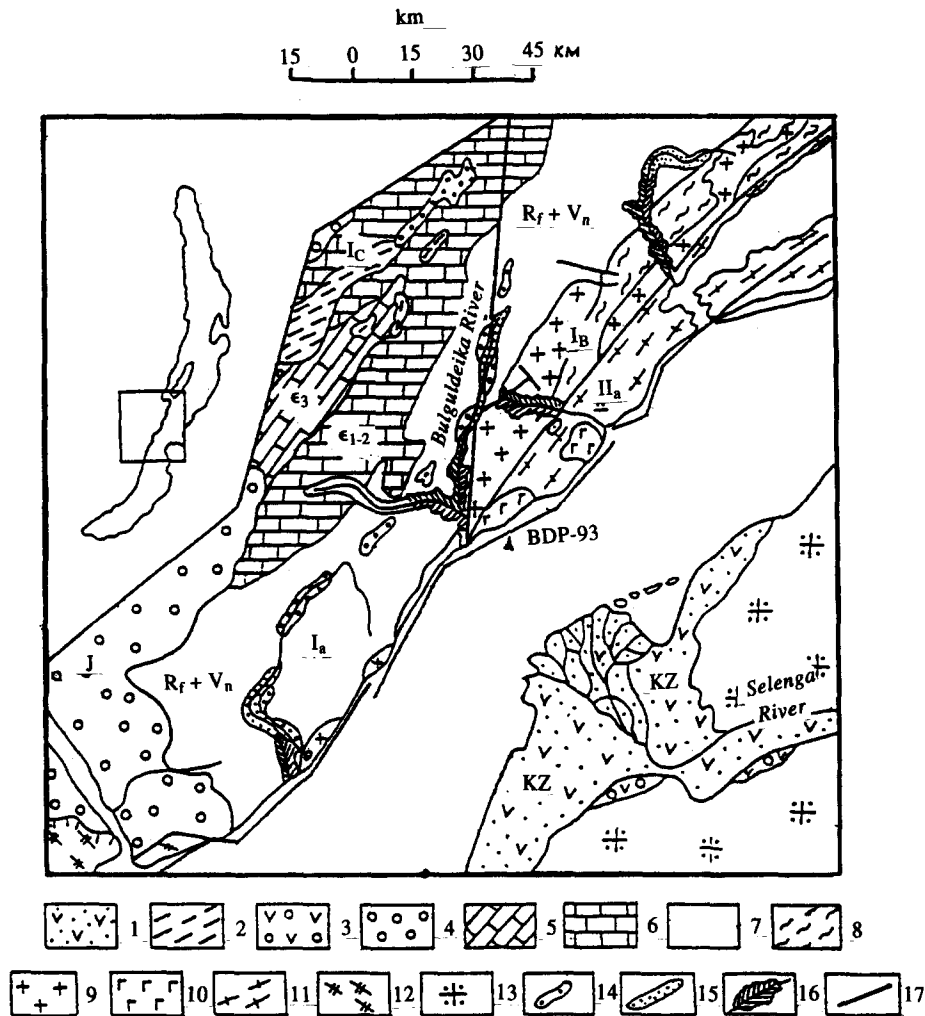 km
15 0 15 30 45 км
I_C
R_f + V_n
Bulguldeika River
I_B
II_a
€_3
€_1-2
BDP-93
I_a
J
R_f + V_n
KZ
Selenga
River
KZ
1 2 3 4 5 6 7 8
9 10 11 12 13 14 15 16 17